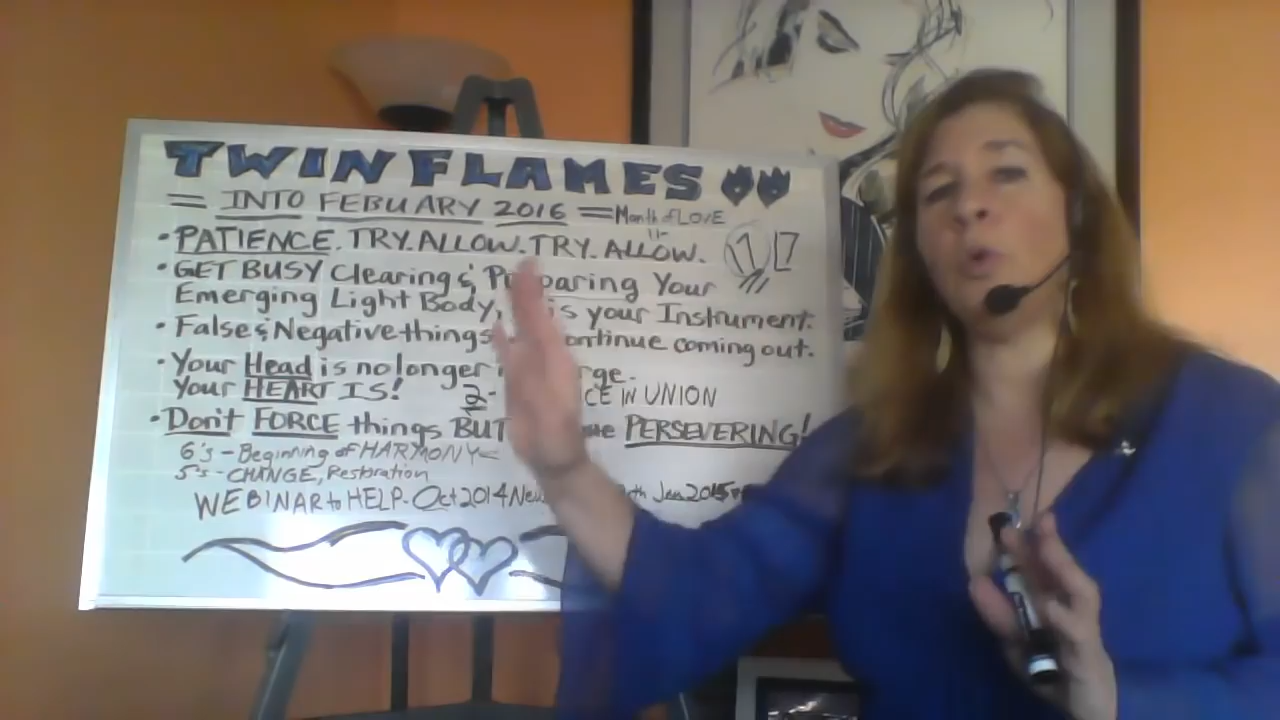 TWIN FLAMES
= INTO FEBUARY 2016 = Month of LOVE
• PATIENCE. TRY. ALLOW. TRY. ALLOW.
• GET BUSY Clearing & Preparing Your
Emerging Light Body, is your Instrument.
• False & Negative things continue coming out.
• Your Head is no longer
Your HEART IS!
2- IN UNION
• Don't FORCE things BUT PERSEVERING!
6's - Beginning of HARMONY
5's - CHANGE, Restoration
WEBINAR to HELP - Oct 2014 Jan 2015